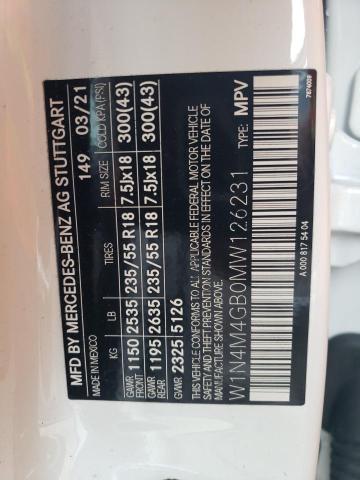 MFD BY MERCEDES-BENZ AG STUTTGART
MADE IN MEXICO 149 03/21
KG LB TIRES RIM SIZE COLD KPA (PSI)
GAWR FRONT 1150 2535 235/55 R18 7.5Jx18 300(43)
GAWR REAR 1195 2635 235/55 R18 7.5Jx18 300(43)
GVWR 2325 5126
THIS VEHICLE CONFORMS TO ALL APPLICABLE FEDERAL MOTOR VEHICLE
SAFETY AND THEFT PREVENTION STANDARDS IN EFFECT ON THE DATE OF
MANUFACTURE SHOWN ABOVE.
W1N4M4GB0MW126231 TYPE: MPV
A 000 817 54 04